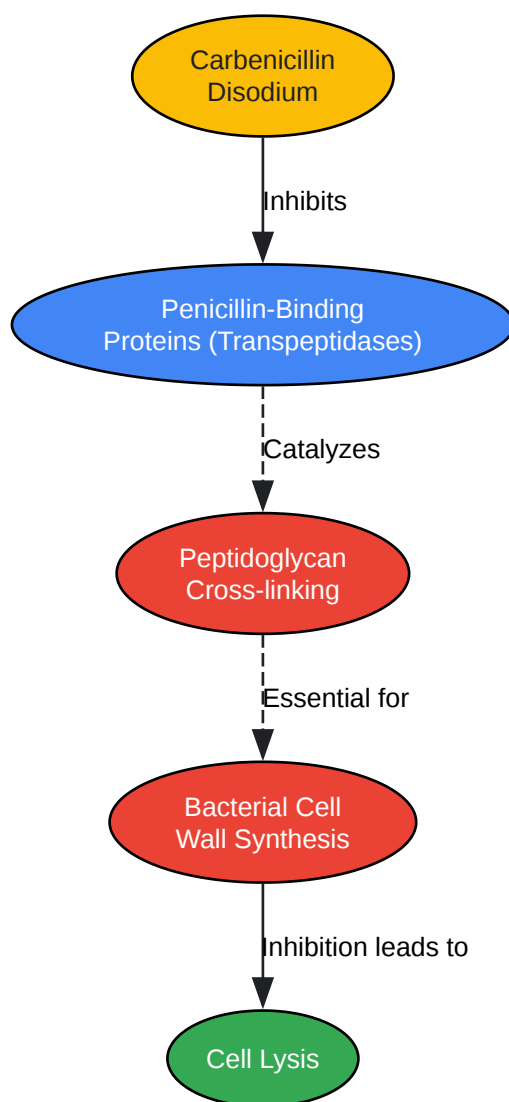 Carbenicillin
Disodium
Inhibits
Penicillin-Binding
Proteins (Transpeptidases)
Catalyzes
Peptidoglycan
Cross-linking
Essential for
Bacterial Cell
Wall Synthesis
Inhibition leads to
Cell Lysis